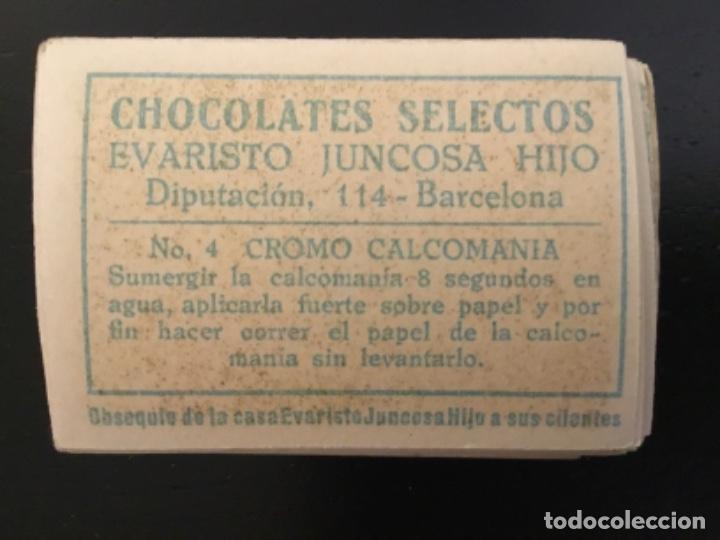 CHOCOLATES SELECTOS
EVARISTO JUNCOSA HIJO
Diputación, 114 - Barcelona
No. 4 CROMO CALCOMANIA
Sumergir la calcomanía 8 segundos en
agua, aplicarla fuerte sobre papel y por
fin hacer correr el papel de la calco-
mania sin levantarlo.
Obsequio de la casa Evaristo Juncosa Hijo a sus clientes
todocoleccion